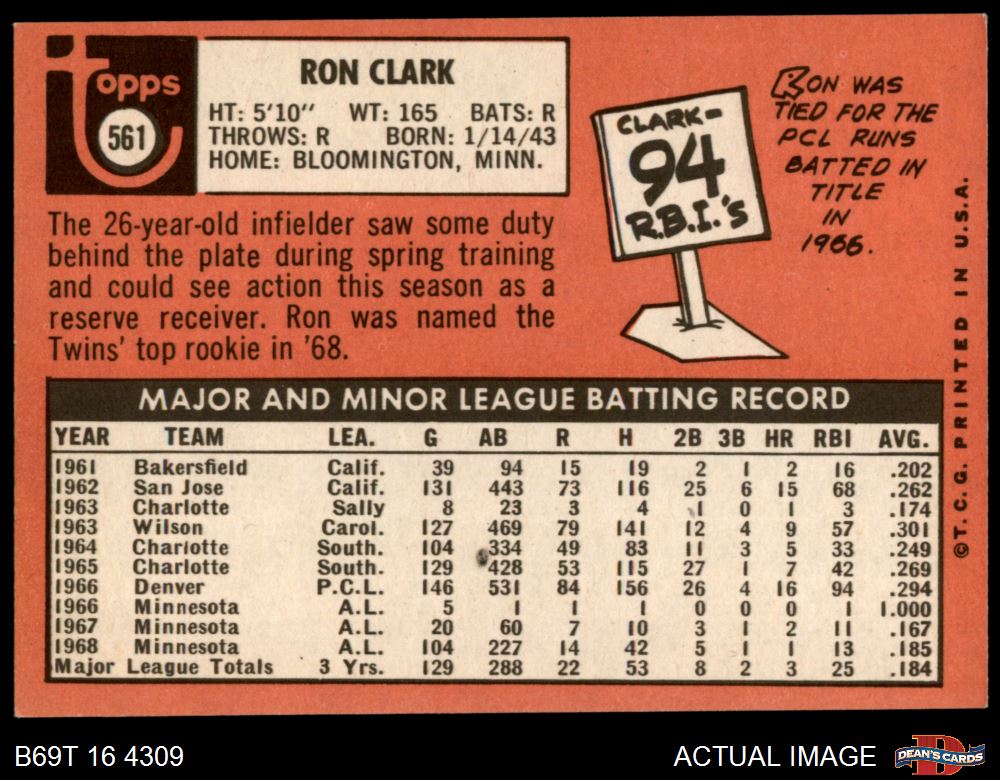 topps
561
RON CLARK
HT: 5'10" WT: 165 BATS: R
THROWS: R BORN: 1/14/43
HOME: BLOOMINGTON, MINN.
The 26-year-old infielder saw some duty
behind the plate during spring training
and could see action this season as a
reserve receiver. Ron was named the
Twins' top rookie in '68.
CLARK-
94
R.B.I.'S
RON WAS
TIED FOR THE
PCL RUNS
BATTED IN
TITLE
IN
1966.
MAJOR AND MINOR LEAGUE BATTING RECORD
YEAR TEAM LEA. G AB R H 2B 3B HR RBI AVG.
1961 Bakersfield Calif. 39 94 15 19 2 1 2 16 .202
1962 San Jose Calif. 131 443 73 116 25 6 15 68 .262
1963 Charlotte Sally 8 23 3 4 1 0 1 3 .174
1963 Wilson Carol. 127 469 79 141 12 4 9 57 .301
1964 Charlotte South. 104 334 49 83 11 3 5 33 .249
1965 Charlotte South. 129 428 53 115 27 1 7 42 .269
1966 Denver P.C.L. 146 531 84 156 26 4 16 94 .294
1966 Minnesota A.L. 5 1 1 1 0 0 0 1 1.000
1967 Minnesota A.L. 20 60 7 10 3 1 2 11 .167
1968 Minnesota A.L. 104 227 14 42 5 1 1 13 .185
Major League Totals 3 Yrs. 129 288 22 53 8 2 3 25 .184
©T. C. G. PRINTED IN U.S.A.
B69T 16 4309
ACTUAL IMAGE
D
DEAN'S CARDS